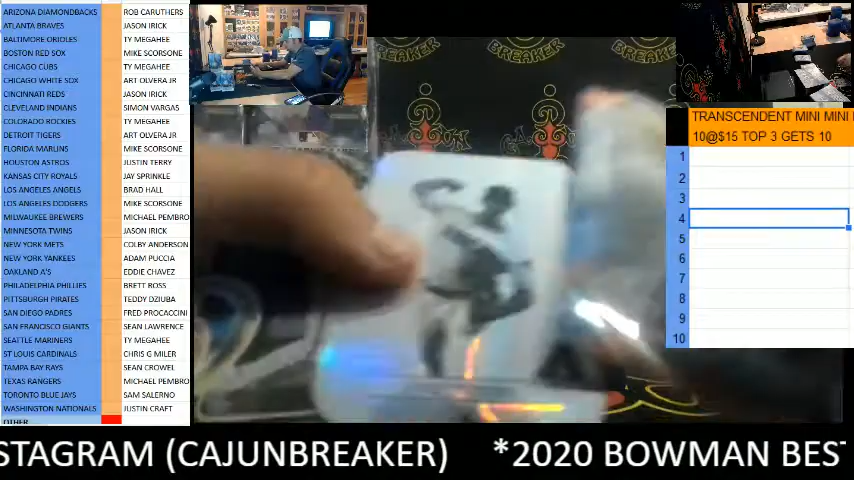 ARIZONA DIAMONDBACKS ROB CARUTHERS
ATLANTA BRAVES JASON IRICK
BALTIMORE ORIOLES TY MEGAHEE
BOSTON RED SOX MIKE SCORSONE
CHICAGO CUBS TY MEGAHEE
CHICAGO WHITE SOX ART OLVERA JR
CINCINNATI REDS JASON IRICK
CLEVELAND INDIANS SIMON VARGAS
COLORADO ROCKIES TY MEGAHEE
DETROIT TIGERS ART OLVERA JR
FLORIDA MARLINS MIKE SCORSONE
HOUSTON ASTROS JUSTIN TERRY
KANSAS CITY ROYALS JAY SPRINKLE
LOS ANGELES ANGELS BRAD HALL
LOS ANGELES DODGERS MIKE SCORSONE
MILWAUKEE BREWERS MICHAEL PEMBRO
MINNESOTA TWINS JASON IRICK
NEW YORK METS COLBY ANDERSON
NEW YORK YANKEES ADAM PUCCIA
OAKLAND A'S EDDIE CHAVEZ
PHILADELPHIA PHILLIES BRETT ROSS
PITTSBURGH PIRATES TEDDY DZIUBA
SAN DIEGO PADRES FRED PROCACCINI
SAN FRANCISCO GIANTS SEAN LAWRENCE
SEATTLE MARINERS TY MEGAHEE
ST LOUIS CARDINALS CHRIS G MILER
TAMPA BAY RAYS SEAN CROWEL
TEXAS RANGERS MICHAEL PEMBRO
TORONTO BLUE JAYS SAM SALERNO
WASHINGTON NATIONALS JUSTIN CRAFT
OTHER
BREAKER BREAKER BREAKER
TRANSCENDENT MINI MINI
10@$15 TOP 3 GETS 10
1
2
3
4
5
6
7
8
9
10
STAGRAM (CAJUNBREAKER) *2020 BOWMAN BEST